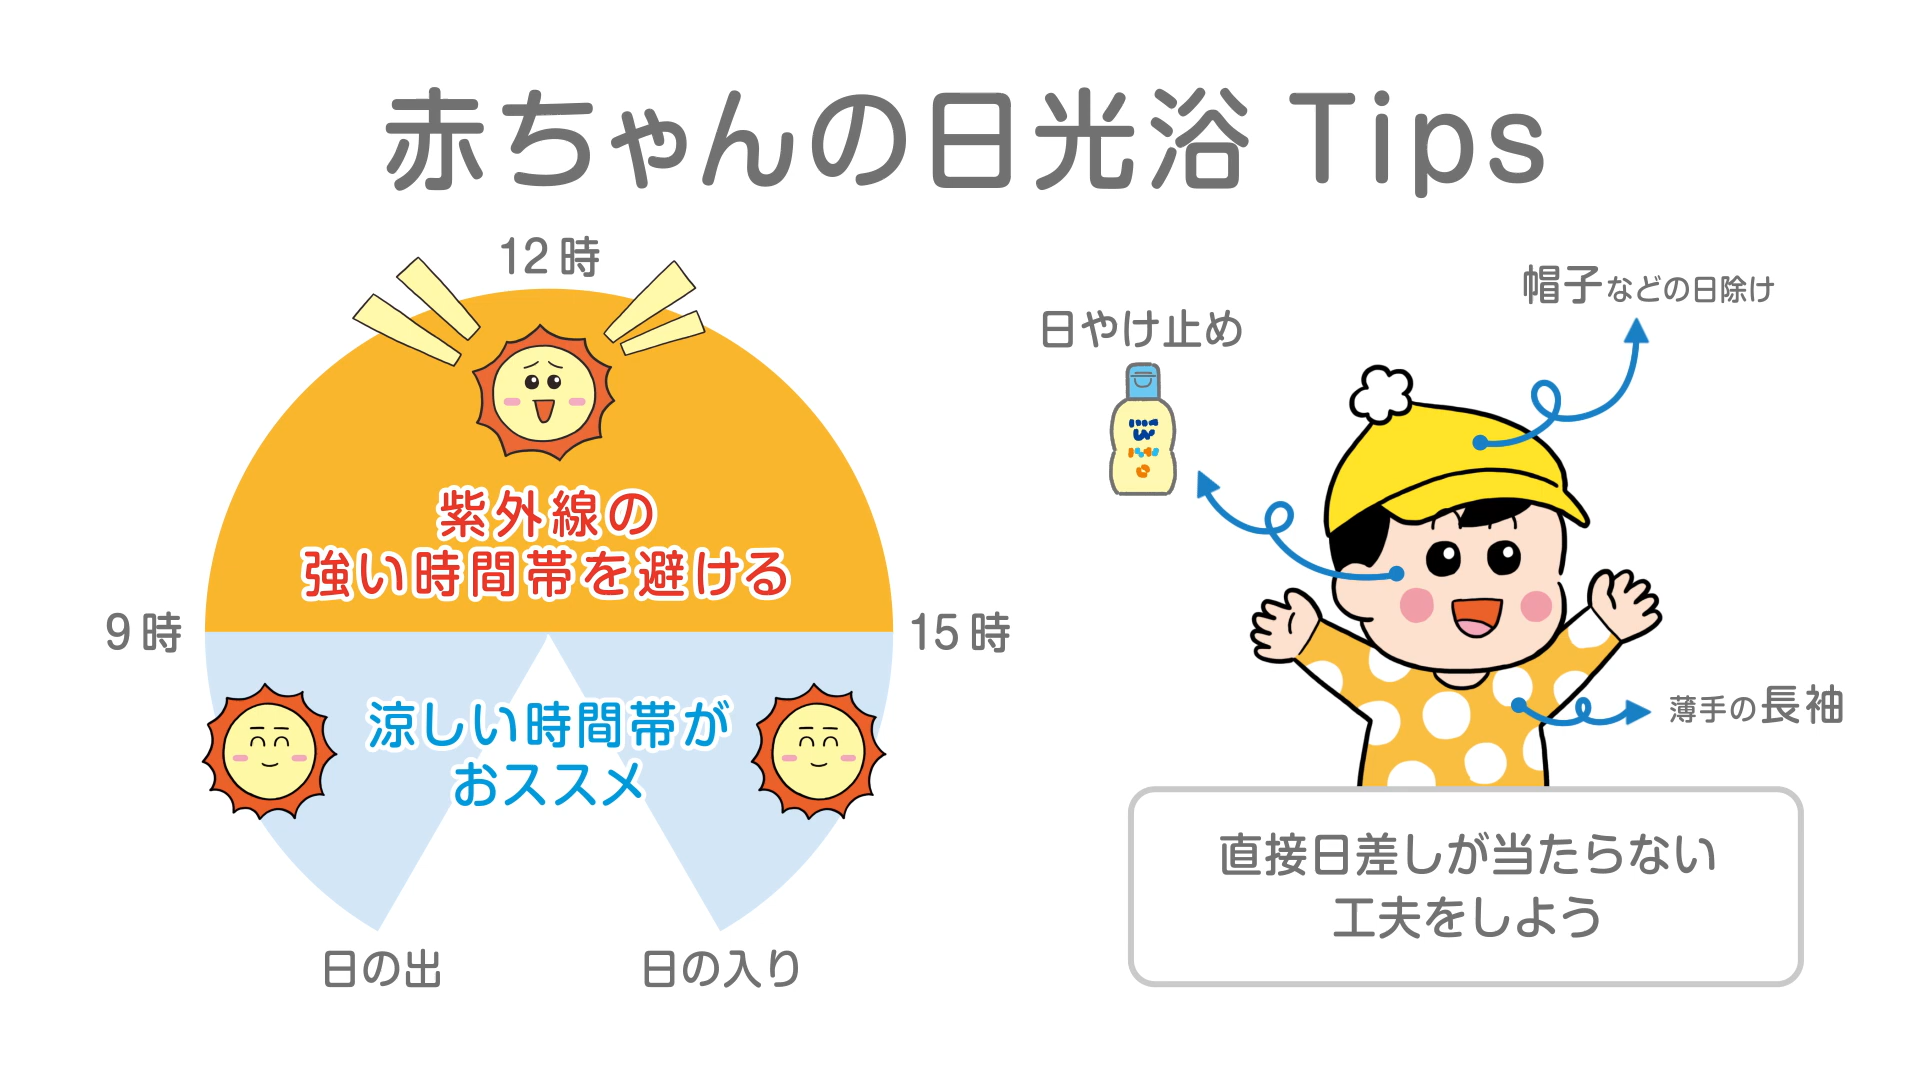 赤ちゃんの日光浴 Tips
12時
紫外線の
強い時間帯を避ける
9時
15時
涼しい時間帯が
おススメ
日の出
日の入り
日やけ止め
帽子などの日除け
薄手の長袖
直接日差しが当たらない
工夫をしよう